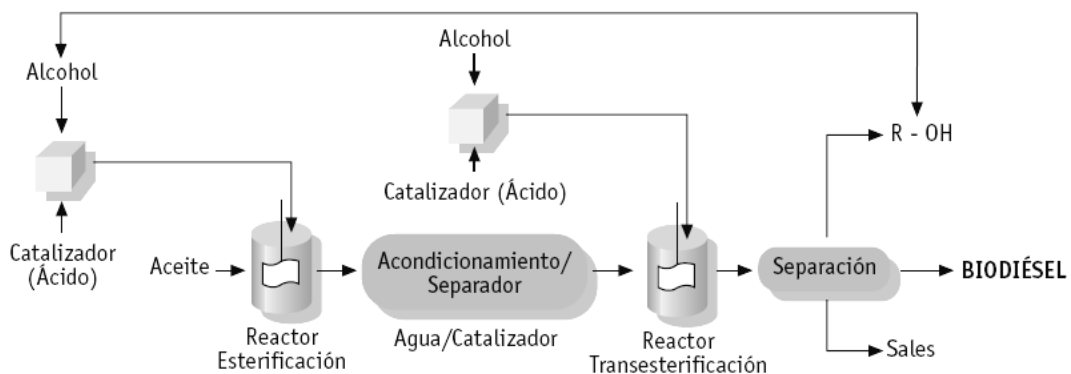 Alcohol
Alcohol
R - OH
Catalizador (Ácido)
Catalizador
(Ácido)
Aceite
Acondicionamiento/
Separador
Separación
BIODIÉSEL
Reactor
Esterificación
Agua/Catalizador
Reactor
Transesterificación
Sales